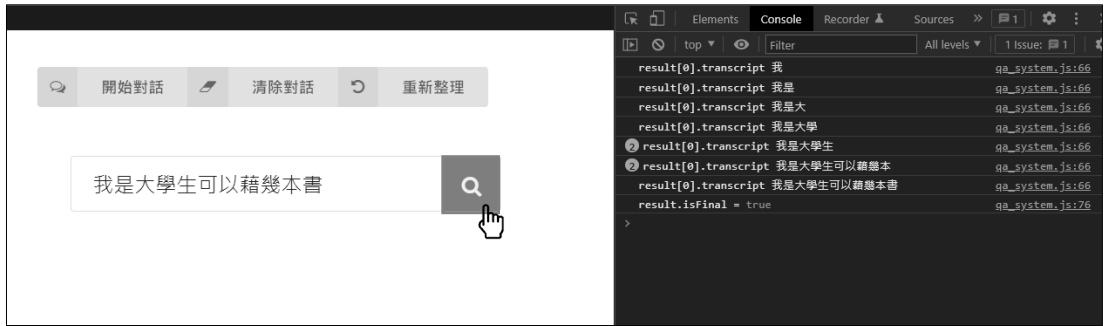 開始對話 清除對話 重新整理
我是大學生可以藉幾本書
Elements Console Recorder Sources » 1
top ▼ Filter All levels ▼ 1 Issue: 1
result[0].transcript 我 qa_system.js:66
result[0].transcript 我是 qa_system.js:66
result[0].transcript 我是大 qa_system.js:66
result[0].transcript 我是大學 qa_system.js:66
2 result[0].transcript 我是大學生 qa_system.js:66
2 result[0].transcript 我是大學生可以藉幾本 qa_system.js:66
result[0].transcript 我是大學生可以藉幾本書 qa_system.js:66
result.isFinal = true qa_system.js:76
>